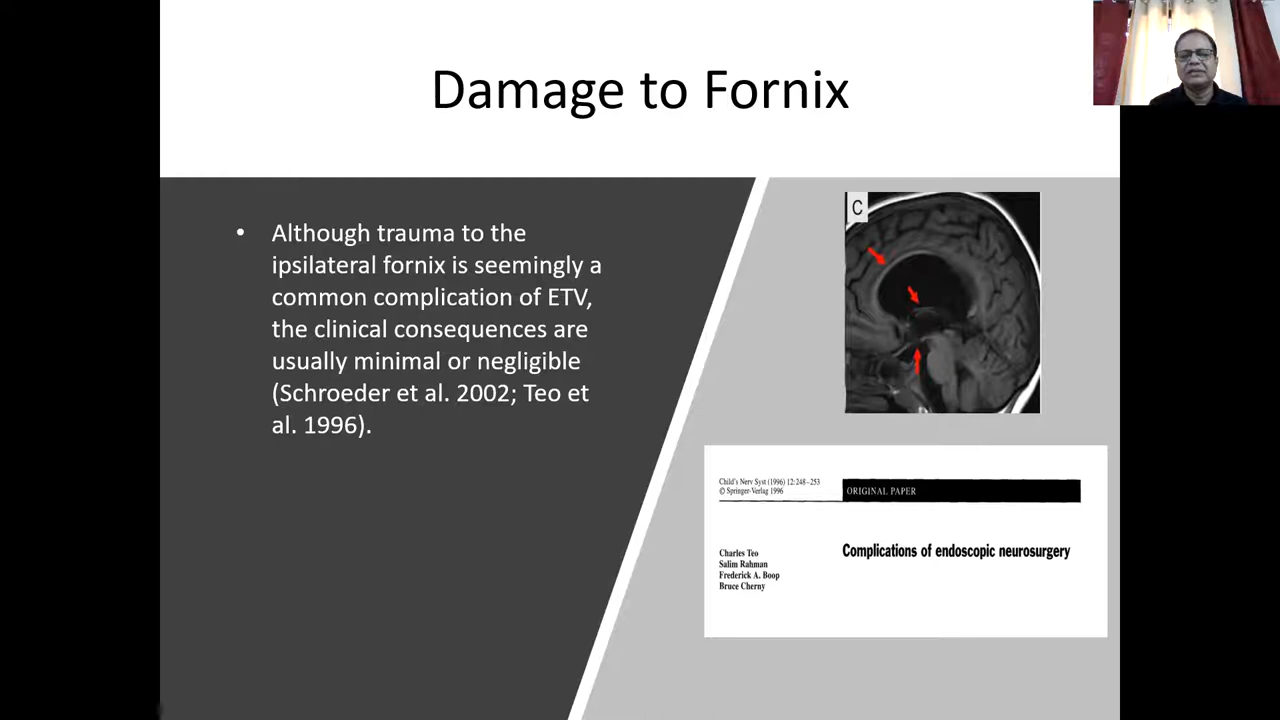 Damage to Fornix
• Although trauma to the
ipsilateral fornix is seemingly a
common complication of ETV,
the clinical consequences are
usually minimal or negligible
(Schroeder et al. 2002; Teo et
al. 1996).
C
Child's Nerv Syst (1996) 12:248–253
© Springer-Verlag 1996
ORIGINAL PAPER
Charles Teo
Salim Rahman
Frederick A. Boop
Bruce Cherny
Complications of endoscopic neurosurgery